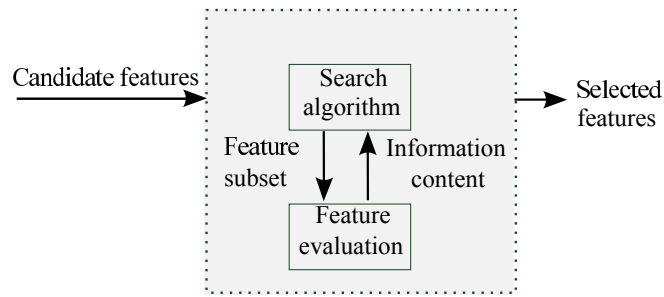 Candidate features
Search
algorithm
Selected
features
Feature
subset
Information
content
Feature
evaluation